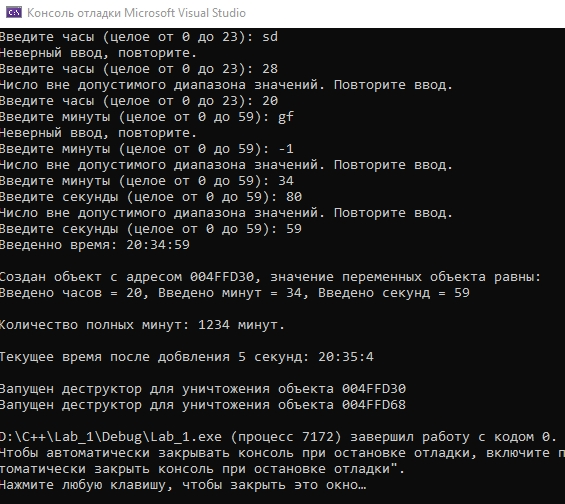 Консоль отладки Microsoft Visual Studio
Введите часы (целое от 0 до 23): sd
Неверный ввод, повторите.
Введите часы (целое от 0 до 23): 28
Число вне допустимого диапазона значений. Повторите ввод.
Введите часы (целое от 0 до 23): 20
Введите минуты (целое от 0 до 59): gf
Неверный ввод, повторите.
Введите минуты (целое от 0 до 59): -1
Число вне допустимого диапазона значений. Повторите ввод.
Введите минуты (целое от 0 до 59): 34
Введите секунды (целое от 0 до 59): 80
Число вне допустимого диапазона значений. Повторите ввод.
Введите секунды (целое от 0 до 59): 59
Введенно время: 20:34:59
Создан объект с адресом 004FFD30, значение переменных объекта равны:
Введено часов = 20, Введено минут = 34, Введено секунд = 59
Количество полных минут: 1234 минут.
Текущее время после добвления 5 секунд: 20:35:4
Запущен деструктор для уничтожения объекта 004FFD30
Запущен деструктор для уничтожения объекта 004FFD68
D:\C++\Lab_1\Debug\Lab_1.exe (процесс 7172) завершил работу с кодом 0.
Чтобы автоматически закрывать консоль при остановке отладки, включите п
томатически закрыть консоль при остановке отладки".
Нажмите любую клавишу, чтобы закрыть это окно…